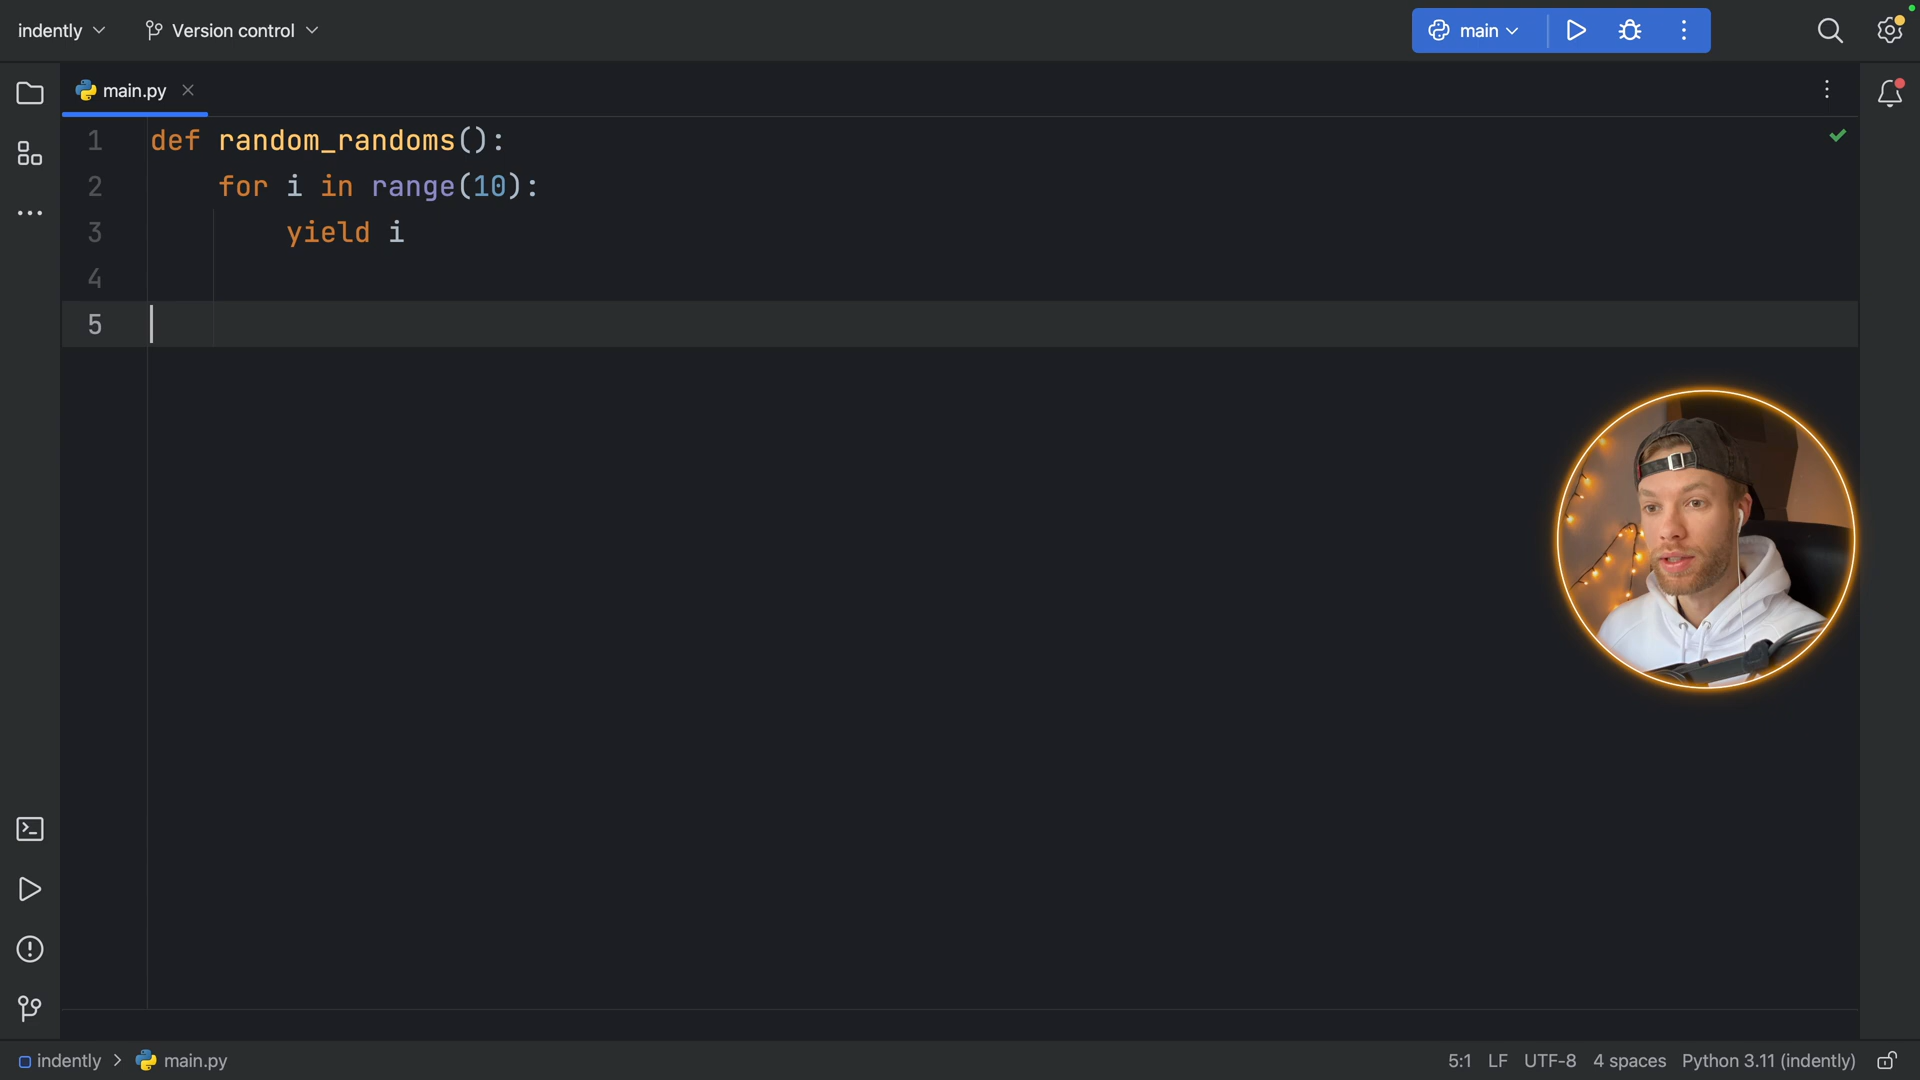 indently
Version control
main
main.py
1 def random_randoms():
2 for i in range(10):
3 yield i
4
5
indently > main.py
5:1 LF UTF-8 4 spaces Python 3.11 (indently)